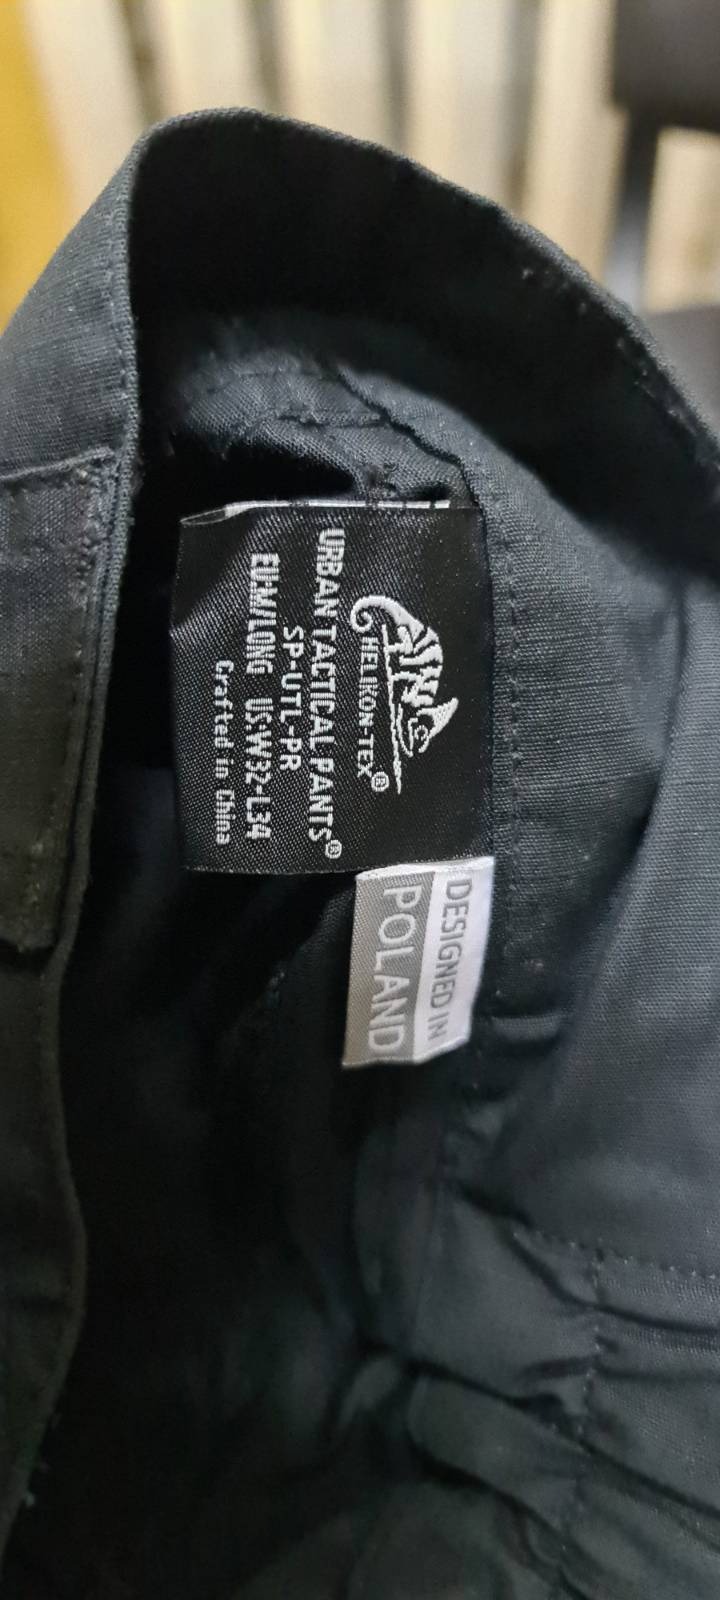 HELIKON-TEX®
URBAN TACTICAL PANTS®
SP-UTL-PR
EU:M/LONG US:W32-L34
Crafted in China
DESIGNED IN
POLAND